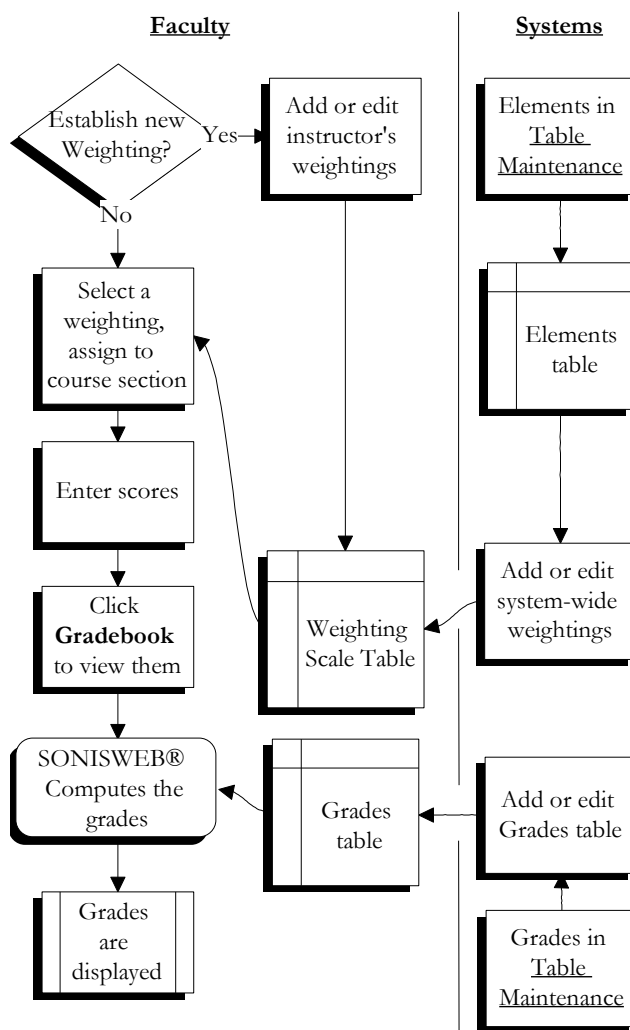 Faculty
Systems
Establish new
Weighting?
Yes
No
Add or edit
instructor's
weightings
Elements in
Table
Maintenance
Select a
weighting,
assign to
course section
Elements
table
Enter scores
Click
Gradebook
to view them
Weighting
Scale Table
Add or edit
system-wide
weightings
SONISWEB®
Computes the
grades
Grades
table
Add or edit
Grades table
Grades
are
displayed
Grades in
Table
Maintenance